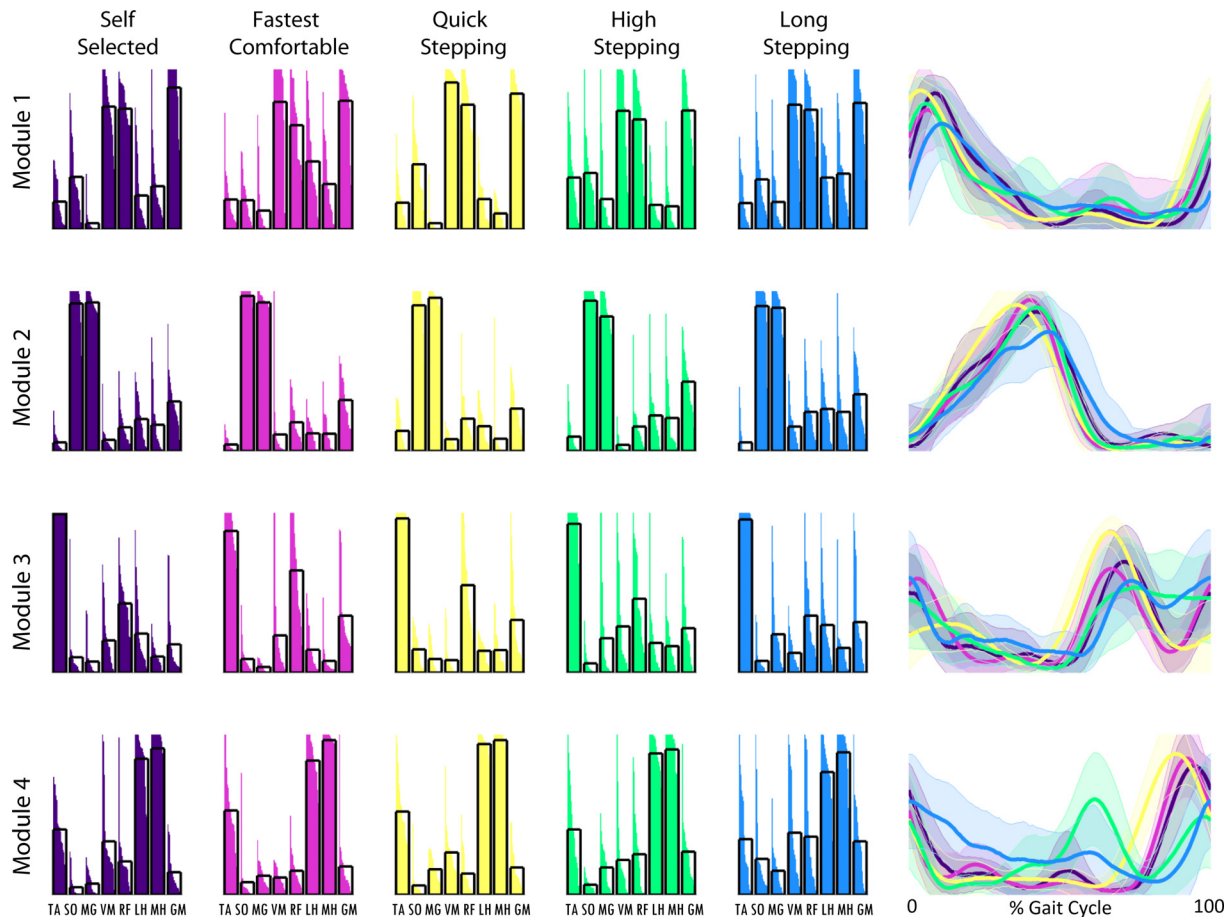 Self Selected
Fastest Comfortable
Quick Stepping
High Stepping
Long Stepping
Module 1
Module 2
Module 3
Module 4
TA SO MG VM RF LH MH GM
TA SO MG VM RF LH MH GM
TA SO MG VM RF LH MH GM
TA SO MG VM RF LH MH GM
TA SO MG VM RF LH MH GM
0 % Gait Cycle 100